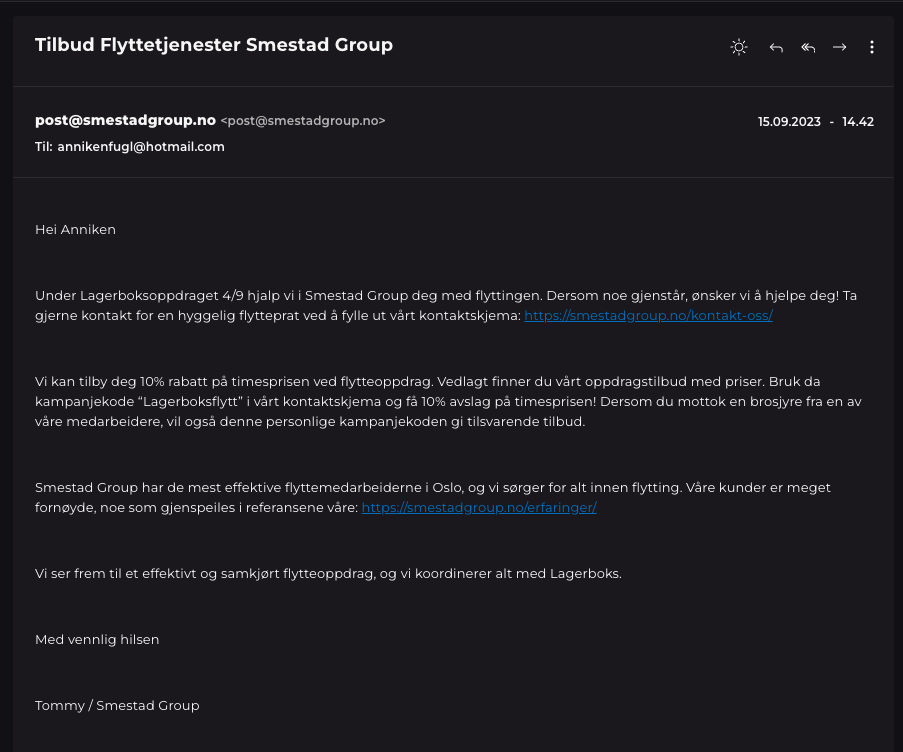 Tilbud Flyttetjenester Smestad Group
post@smestadgroup.no <post@smestadgroup.no>
15.09.2023 - 14.42
Til: annikenfugl@hotmail.com
Hei Anniken
Under Lagerboksoppdraget 4/9 hjalp vi i Smestad Group deg med flyttingen. Dersom noe gjenstår, ønsker vi å hjelpe deg! Ta
gjerne kontakt for en hyggelig flytteprat ved å fylle ut vårt kontaktskjema: https://smestadgroup.no/kontakt-oss/
Vi kan tilby deg 10% rabatt på timesprisen ved flytteoppdrag. Vedlagt finner du vårt oppdragstilbud med priser. Bruk da
kampanjekode “Lagerboksflytt” i vårt kontaktskjema og få 10% avslag på timesprisen! Dersom du mottok en brosjyre fra en av
våre medarbeidere, vil også denne personlige kampanjekoden gi tilsvarende tilbud.
Smestad Group har de mest effektive flyttemedarbeiderne i Oslo, og vi sørger for alt innen flytting. Våre kunder er meget
fornøyde, noe som gjenspeiles i referansene våre: https://smestadgroup.no/erfaringer/
Vi ser frem til et effektivt og samkjørt flytteoppdrag, og vi koordinerer alt med Lagerboks.
Med vennlig hilsen
Tommy / Smestad Group